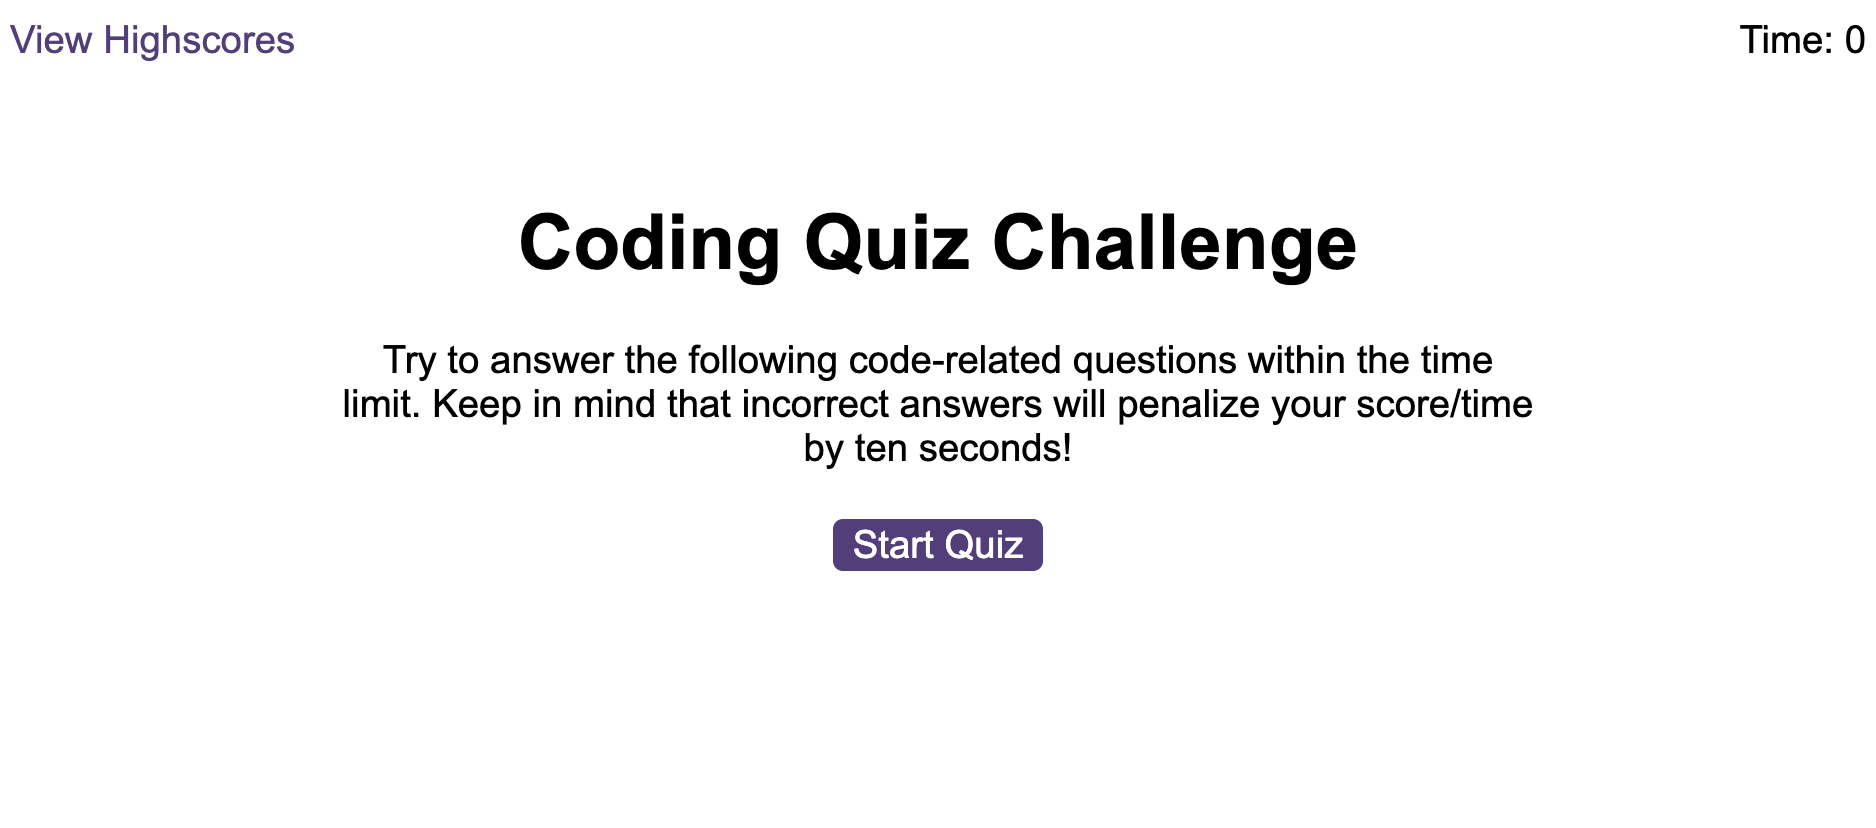 View Highscores
Time: 0
Coding Quiz Challenge
Try to answer the following code-related questions within the time
limit. Keep in mind that incorrect answers will penalize your score/time
by ten seconds!
Start Quiz